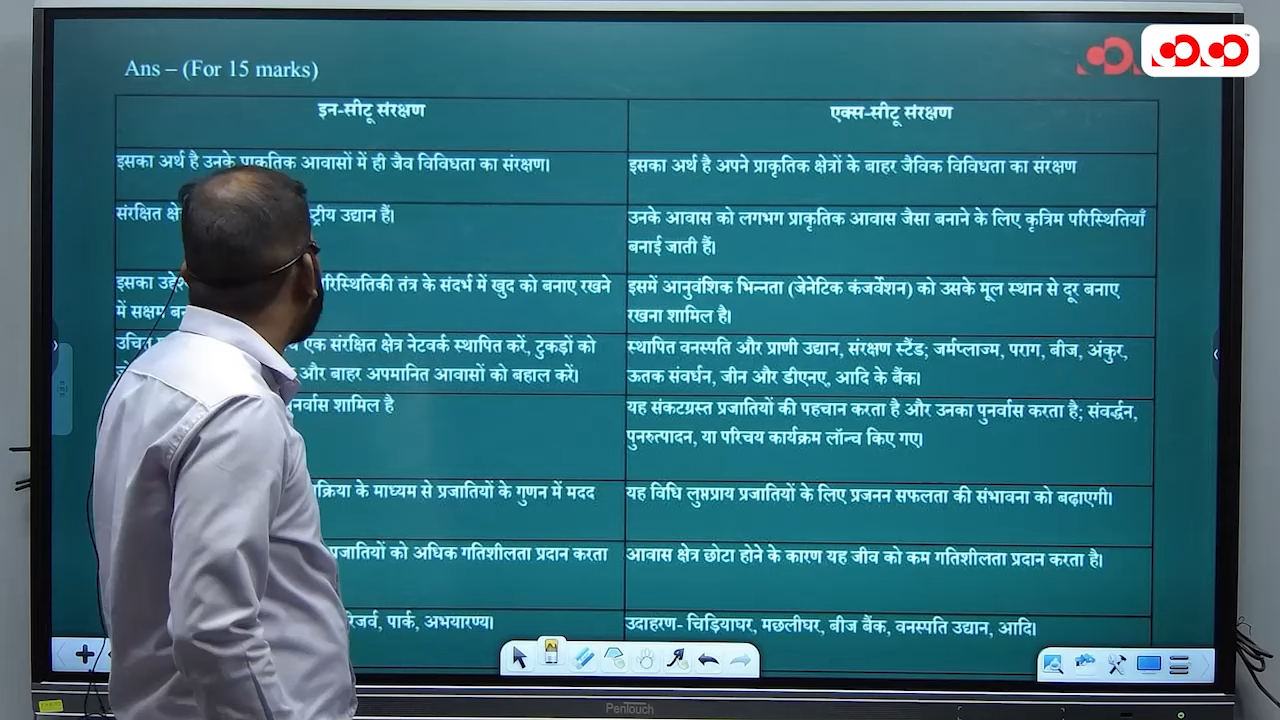 Ans – (For 15 marks)
इन-सीटू संरक्षण
एक्स-सीटू संरक्षण
इसका अर्थ है उनके प्राकृतिक आवासों में ही जैव विविधता का संरक्षण।
इसका अर्थ है अपने प्राकृतिक क्षेत्रों के बाहर जैविक विविधता का संरक्षण
संरक्षित उद्यान हैं।
उनके आवास को लगभग प्राकृतिक आवास जैसा बनाने के लिए कृत्रिम परिस्थितियाँ
बनाई जाती हैं।
इसका तंत्र के संदर्भ में खुद को बनाए रखने
में सक्षम
इसमें आनुवंशिक भिन्नता (जेनेटिक कंजर्वेशन) को उसके मूल स्थान से दूर बनाए
रखना शामिल है।
एक संरक्षित क्षेत्र नेटवर्क स्थापित करें, टुकड़ों को
और बाहर अपमानित आवासों को बहाल करें।
स्थापित वनस्पति और प्राणी उद्यान, संरक्षण स्टैंड; जर्मप्लाज्म, पराग, बीज, अंकुर,
ऊतक संवर्धन, जीन और डीएनए, आदि के बैंक।
शामिल है
यह संकटग्रस्त प्रजातियों की पहचान करता है और उनका पुनर्वास करता है; संवर्द्धन,
पुनरुत्पादन, या परिचय कार्यक्रम लॉन्च किए गए।
के माध्यम से प्रजातियों के गुणन में मदद
यह विधि लुप्तप्राय प्रजातियों के लिए प्रजनन सफलता की संभावना को बढ़ाएगी।
को अधिक गतिशीलता प्रदान करता
आवास क्षेत्र छोटा होने के कारण यह जीव को कम गतिशीलता प्रदान करता है।
पार्क, अभयारण्य।
उदाहरण- चिड़ियाघर, मछलीघर, बीज बैंक, वनस्पति उद्यान, आदि।
PenTouch